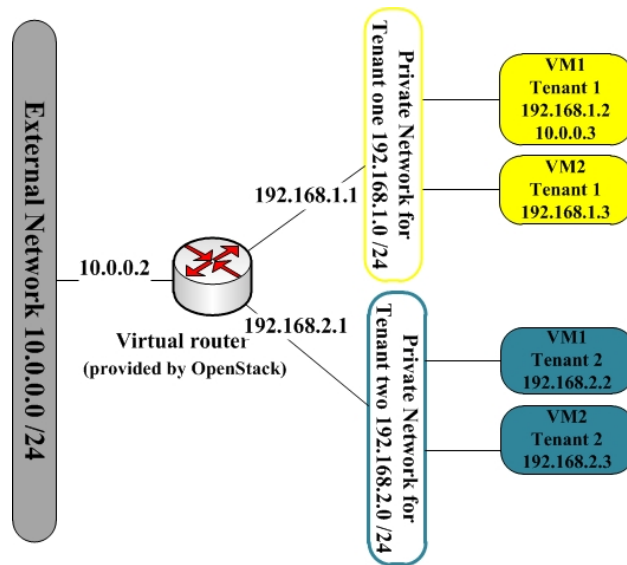 External Network 10.0.0.0 /24
10.0.0.2
Virtual router
(provided by OpenStack)
192.168.1.1
192.168.2.1
Private Network for
Tenant one 192.168.1.0 /24
VM1
Tenant 1
192.168.1.2
10.0.0.3
VM2
Tenant 1
192.168.1.3
Private Network for
Tenant two 192.168.2.0 /24
VM1
Tenant 2
192.168.2.2
VM2
Tenant 2
192.168.2.3